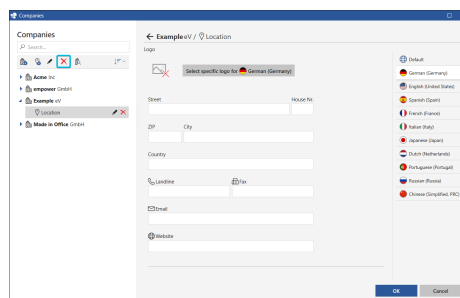 Companies
Companies
Search...
Acme Inc
empower GmbH
Example eV
Location
Made in Office GmbH
Example eV / Location
Logo
Select specific logo for German (Germany)
Street House Nr.
ZIP City
Country
Landline Fax
Email
Website
Default
German (Germany)
English (United States)
Spanish (Spain)
French (France)
Italian (Italy)
Japanese (Japan)
Dutch (Netherlands)
Portuguese (Portugal)
Russian (Russia)
Chinese (Simplified, PRC)
OK Cancel